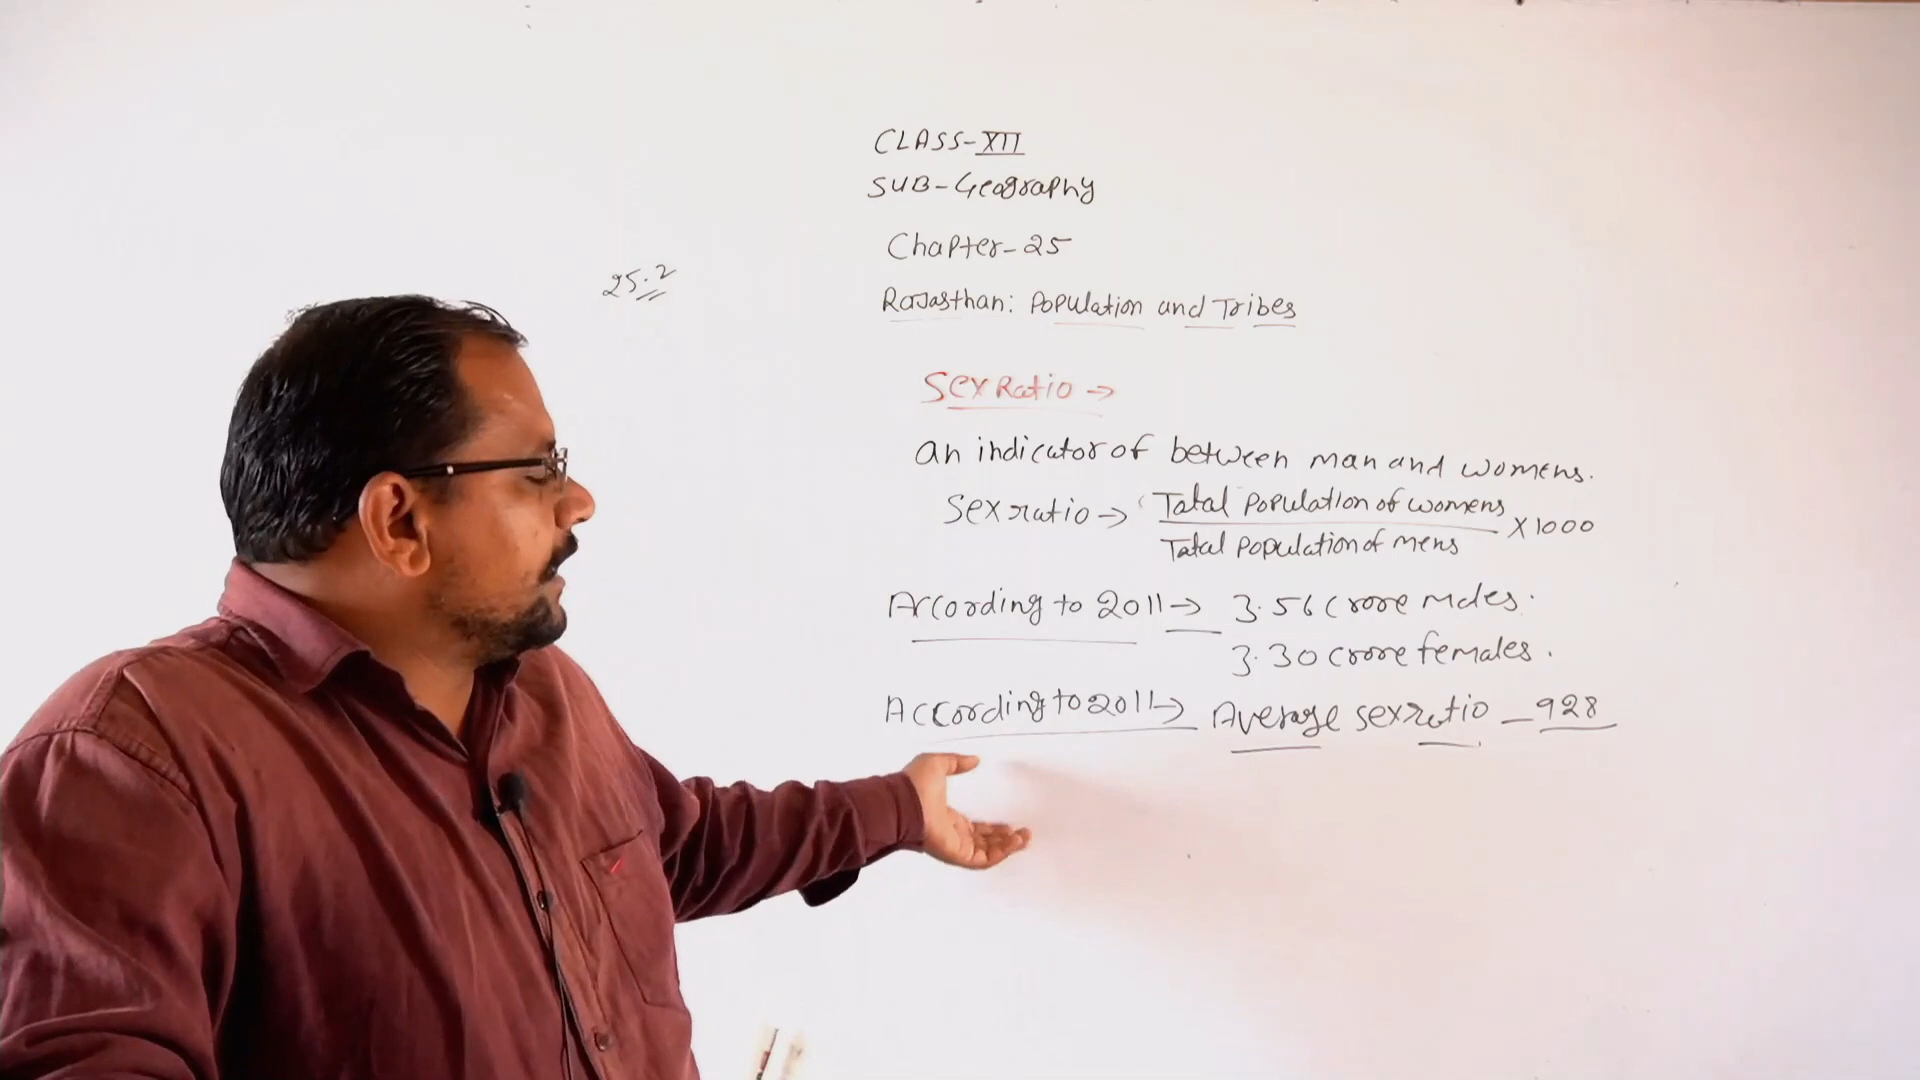 CLASS-XII
SUB-Geography
Chapter-25
25.2
Rajasthan: Population and Tribes
Sex Ratio →
an indicator of between man and womens.
Sex ratio → Tatal Population of womens
X 1000
Tatal Population of mens
According to 2011 → 3.56 Crore males.
3.30 Crore females.
According to 2011 → Average sex ratio - 928